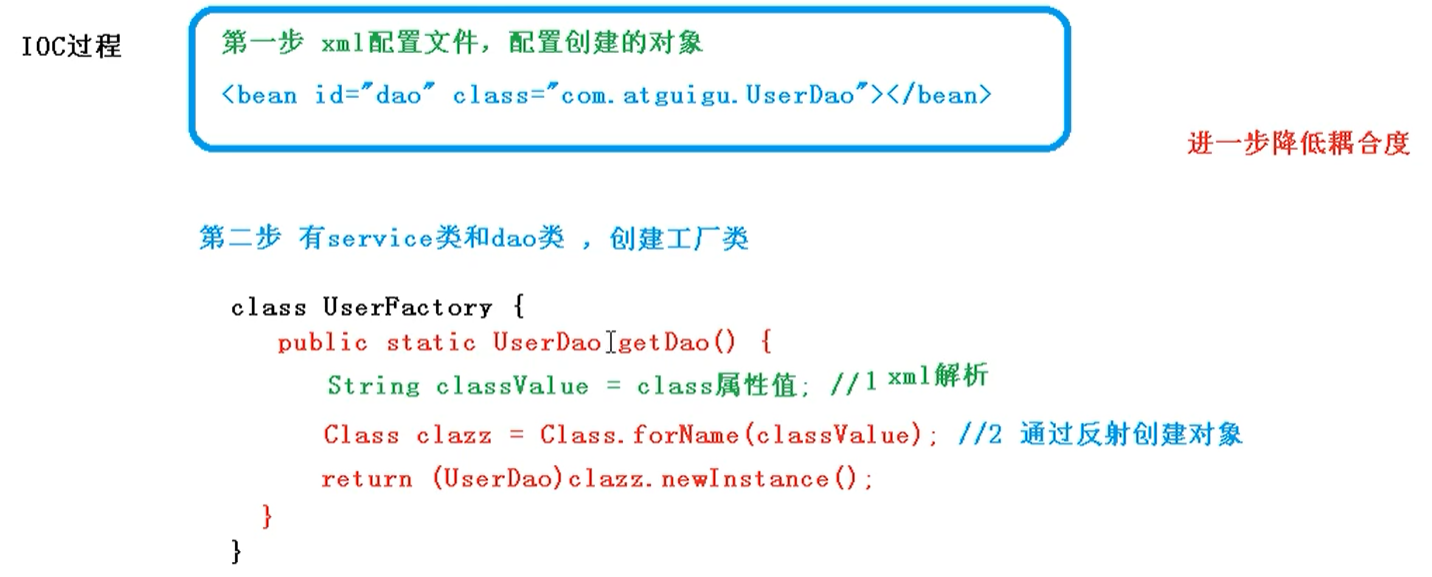 IOC过程
第一步 xml配置文件，配置创建的对象
<bean id="dao" class="com.atguigu.UserDao"></bean>
进一步降低耦合度
第二步 有service类和dao类 ，创建工厂类
class UserFactory {
public static UserDao getDao() {
String classValue = class属性值; //1 xml解析
Class clazz = Class.forName(classValue); //2 通过反射创建对象
return (UserDao)clazz.newInstance();
}
}